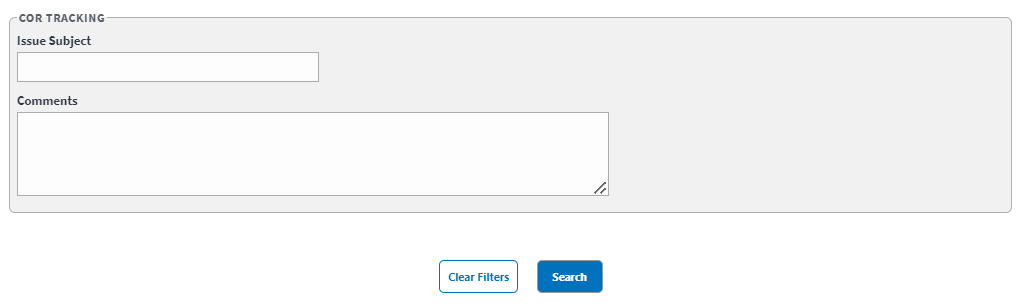 COR TRACKING
Issue Subject
Comments
Clear Filters Search